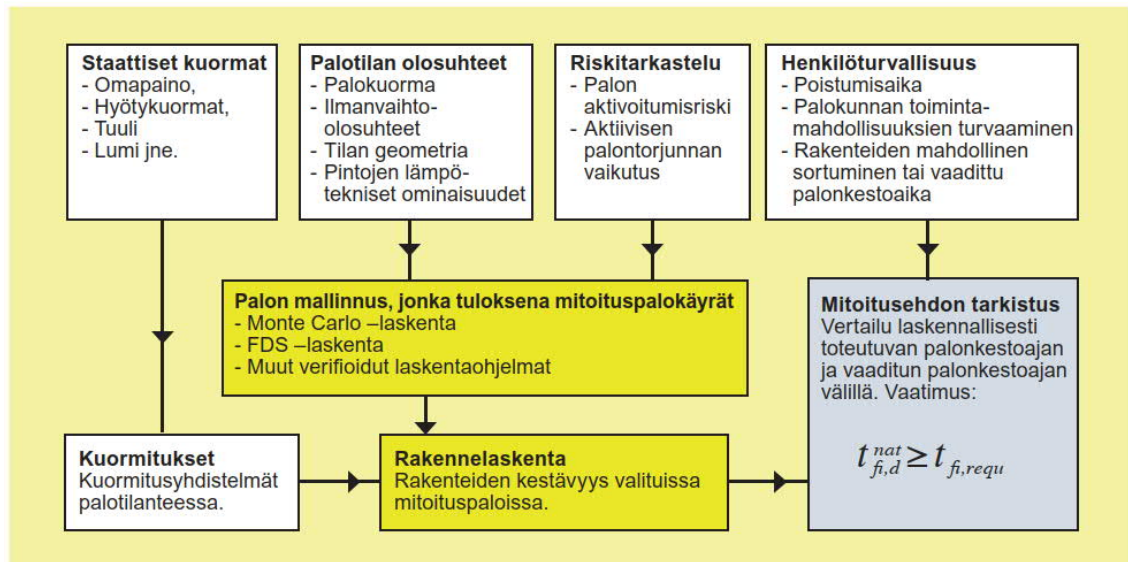 Staattiset kuormat
- Omapaino,
- Hyötykuormat,
- Tuuli
- Lumi jne.
Palotilan olosuhteet
- Palokuorma
- Ilmanvaihto-
olosuhteet
- Tilan geometria
- Pintojen lämpö-
tekniset ominaisuudet
Riskitarkastelu
- Palon
aktivoitumisriski
- Aktiivisen
palontorjunnan
vaikutus
Henkilöturvallisuus
- Poistumisaika
- Palokunnan toiminta-
mahdollisuuksien turvaaminen
- Rakenteiden mahdollinen
sortuminen tai vaadittu
palonkestoaika
Palon mallinnus, jonka tuloksena mitoituspalokäyrät
- Monte Carlo –laskenta
- FDS –laskenta
- Muut verifioidut laskentaohjelmat
Mitoitusehdon tarkistus
Vertailu laskennallisesti
toteutuvan palonkestoajan
ja vaaditun palonkestoajan
välillä. Vaatimus:
t fi,d nat ≥ t fi,requ
Kuormitukset
Kuormitusyhdistelmät
palotilanteessa.
Rakennelaskenta
Rakenteiden kestävyys valituissa
mitoituspaloissa.